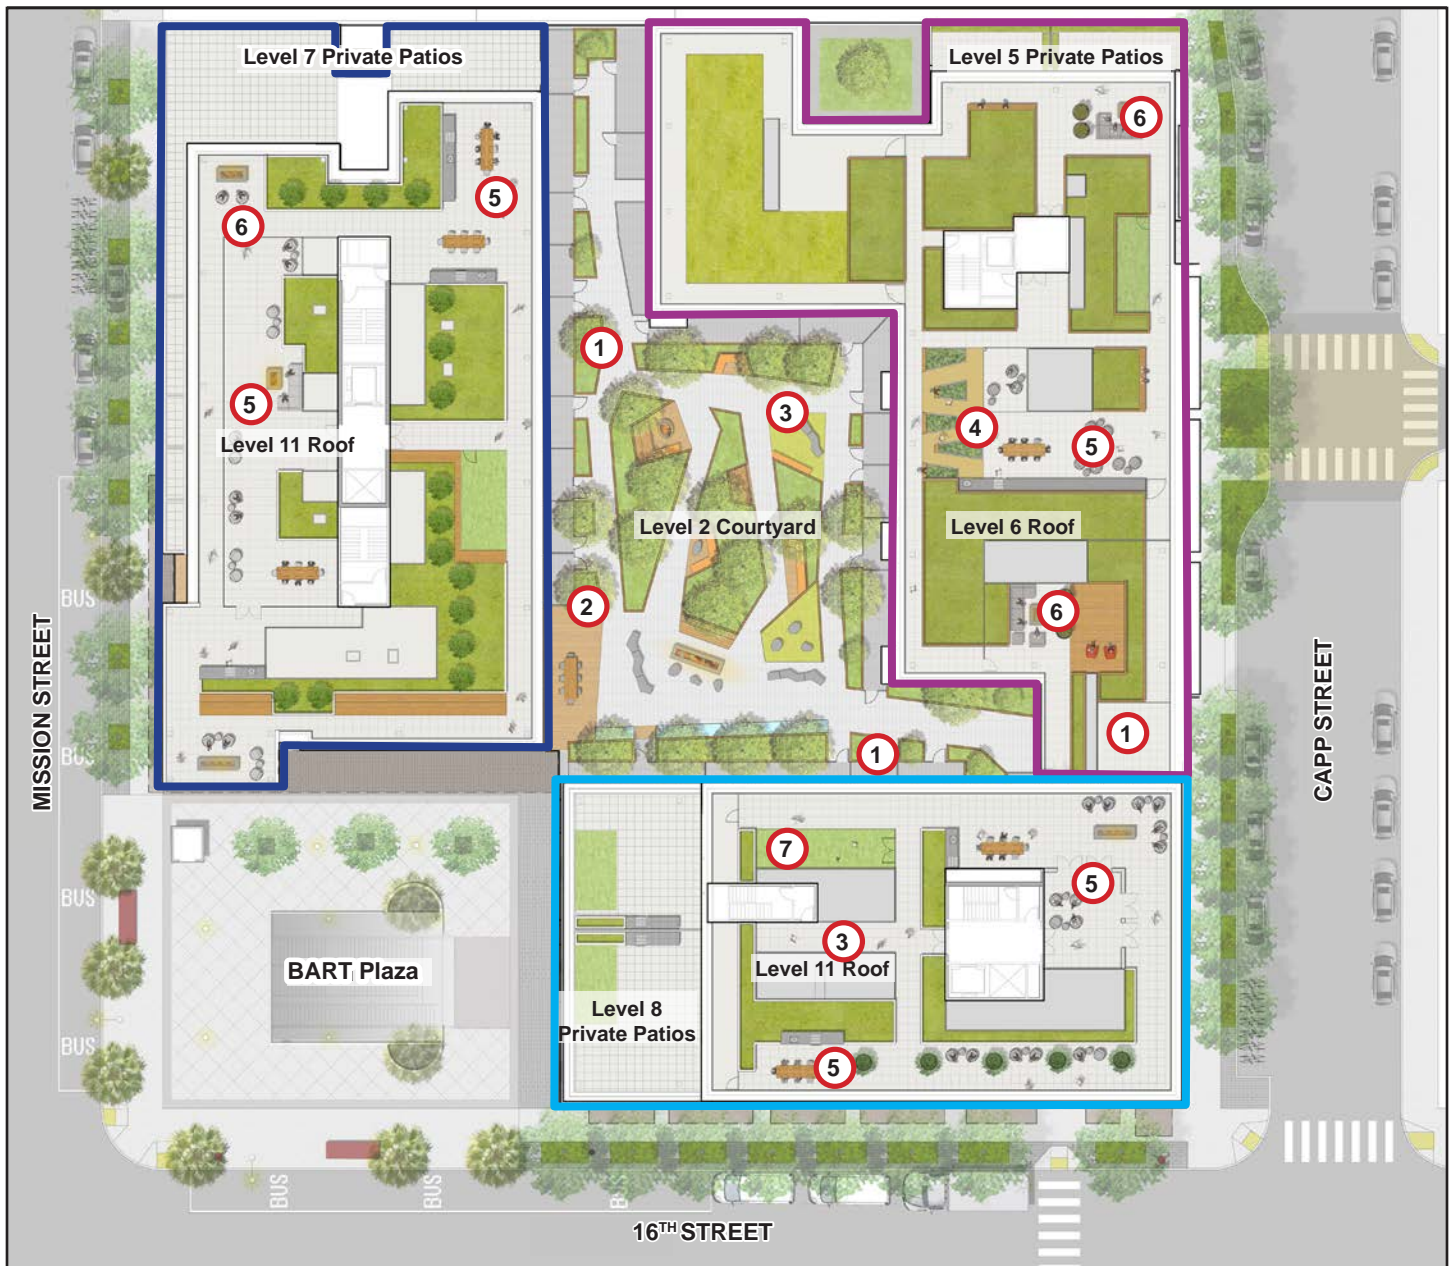 Level 7 Private Patios
Level 5 Private Patios
6
5
6
1
3
5
4
5
Level 11 Roof
Level 2 Courtyard
Level 6 Roof
2
6
BUS
MISSION STREET
CAPP STREET
1
1
BUS
7
5
BUS
3
BART Plaza
Level 11 Roof
Level 8
Private Patios
BUS
5
BUS
BUS
BUS
16TH STREET